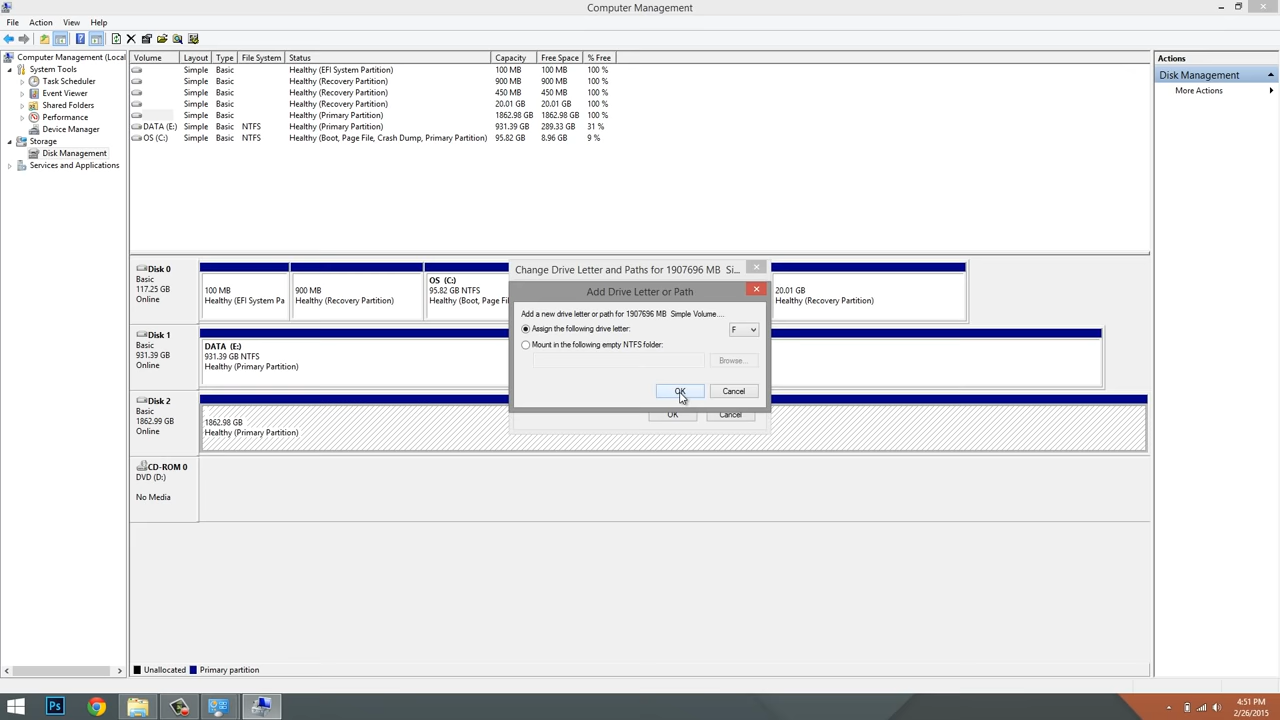 Computer Management
File Action View Help
Computer Management (Local
System Tools
Task Scheduler
Event Viewer
Shared Folders
Performance
Device Manager
Storage
Disk Management
Services and Applications
Volume Layout Type File System Status Capacity Free Space % Free
Simple Basic Healthy (EFI System Partition) 100 MB 100 MB 100 %
Simple Basic Healthy (Recovery Partition) 900 MB 900 MB 100 %
Simple Basic Healthy (Recovery Partition) 450 MB 450 MB 100 %
Simple Basic Healthy (Recovery Partition) 20.01 GB 20.01 GB 100 %
Simple Basic Healthy (Primary Partition) 1862.98 GB 1862.98 GB 100 %
DATA (E:) Simple Basic NTFS Healthy (Primary Partition) 931.39 GB 289.33 GB 31 %
OS (C:) Simple Basic NTFS Healthy (Boot, Page File, Crash Dump, Primary Partition) 95.82 GB 8.96 GB 9 %
Actions
Disk Management
More Actions
Disk 0
Basic
117.25 GB
Online
100 MB
Healthy (EFI System Pa
900 MB
Healthy (Recovery Partition)
OS (C:)
95.82 GB NTFS
Healthy (Boot, Page Fil
20.01 GB
Healthy (Recovery Partition)
Disk 1
Basic
931.39 GB
Online
DATA (E:)
931.39 GB NTFS
Healthy (Primary Partition)
Disk 2
Basic
1862.99 GB
Online
1862.98 GB
Healthy (Primary Partition)
CD-ROM 0
DVD (D:)
No Media
Change Drive Letter and Paths for 1907696 MB Si...
Add Drive Letter or Path
Add a new drive letter or path for 1907696 MB Simple Volume....
Assign the following drive letter: F
Mount in the following empty NTFS folder:
Browse...
OK Cancel
OK Cancel
Unallocated Primary partition
Ps
4:51 PM
2/26/2015